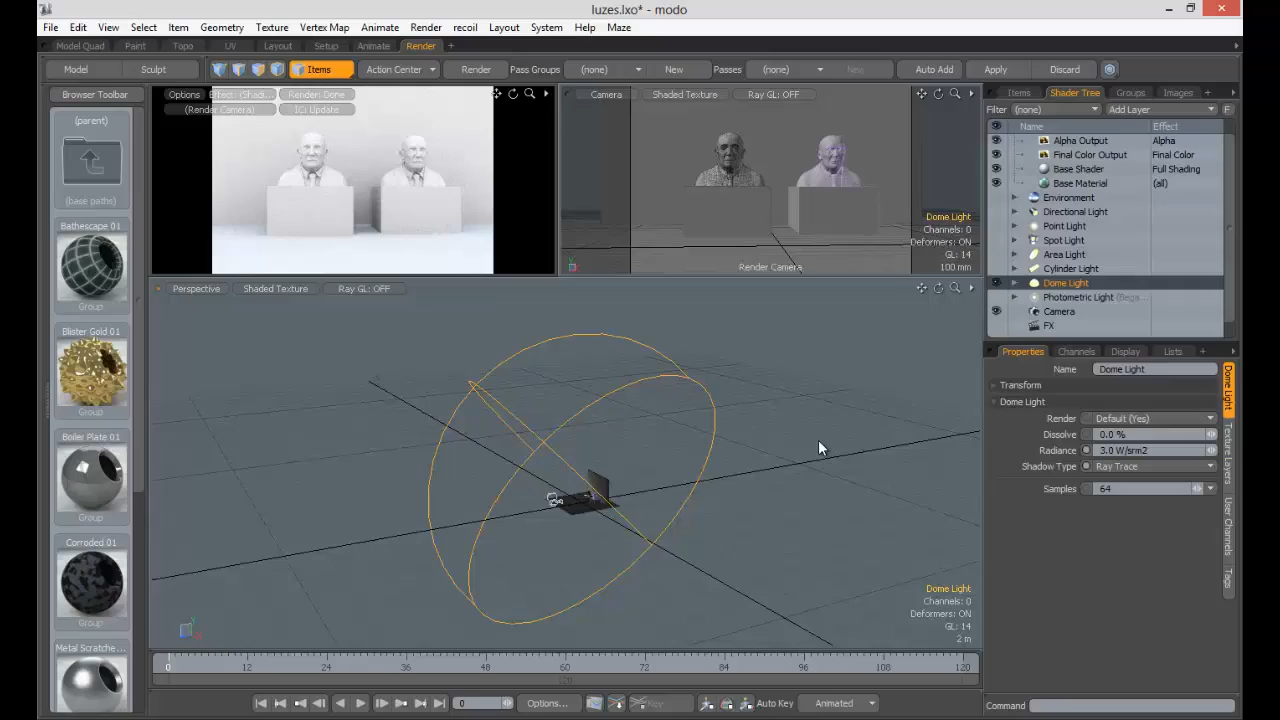 luzes.lxo* - modo
File Edit View Select Item Geometry Texture Vertex Map Animate Render recoil Layout System Help Maze
Model Quad Paint Topo UV Layout Setup Animate Render +
Model Sculpt Items Action Center Render Pass Groups (none) New Passes (none) New Auto Add Apply Discard
Browser Toolbar
(parent)
(base paths)
Bathescape 01
Group
Blister Gold 01
Group
Boiler Plate 01
Group
Corroded 01
Group
Metal Scratche...
Options Effect: (Shadi... Render: Done
(Render Camera) IC) Update
Camera Shaded Texture Ray GL: OFF
Dome Light
Channels: 0
Deformers: ON
GL: 14
100 mm
Render Camera
Perspective Shaded Texture Ray GL: OFF
Dome Light
Channels: 0
Deformers: ON
GL: 14
2 m
Items Shader Tree Groups Images +
Filter (none) Add Layer F
Name Effect
Alpha Output Alpha
Final Color Output Final Color
Base Shader Full Shading
Base Material (all)
Environment
Directional Light
Point Light
Spot Light
Area Light
Cylinder Light
Dome Light
Photometric Light
Camera
FX
Properties Channels Display Lists +
Name Dome Light
Transform
Dome Light
Render Default (Yes)
Dissolve 0.0 %
Radiance 3.0 W/srm2
Shadow Type Ray Trace
Samples 64
Dome Light
Texture Layers
User Channels
Tags
0 12 24 36 48 60 72 84 96 108 120
120
0 Options... Key Auto Key Animated
Command